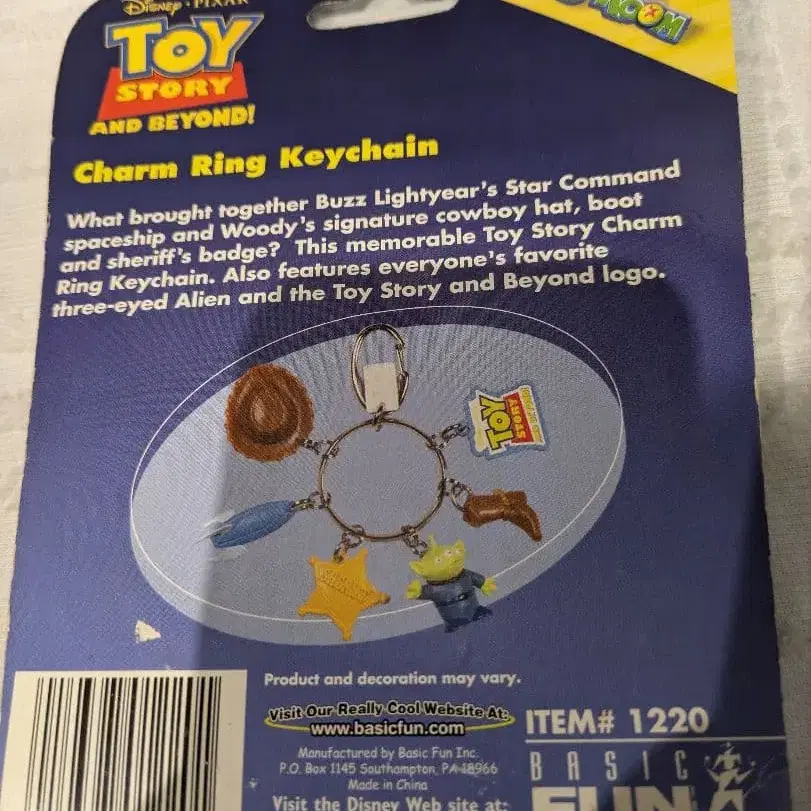 Disney · PIXAR
TOY
STORY
AND BEYOND!
Charm Ring Keychain
What brought together Buzz Lightyear's Star Command
spaceship and Woody's signature cowboy hat, boot
and sheriff's badge? This memorable Toy Story Charm
Ring Keychain. Also features everyone's favorite
three-eyed Alien and the Toy Story and Beyond logo.
TOY
STORY
Product and decoration may vary.
Visit Our Really Cool Website At:
www.basicfun.com
Manufactured by Basic Fun Inc.
P.O. Box 1145 Southampton, PA 18966
Made in China
Visit the Disney Web site at:
ITEM# 1220
BASIC
FUN